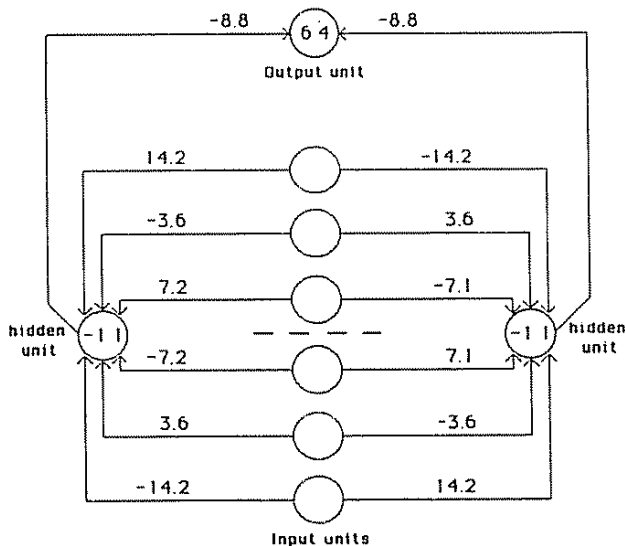 -8.8 6.4 -8.8
Output unit
14.2 -14.2
-3.6 3.6
7.2 -7.1
hidden unit -1.1 -1.1 hidden unit
-7.2 7.1
3.6 -3.6
-14.2 14.2
Input units